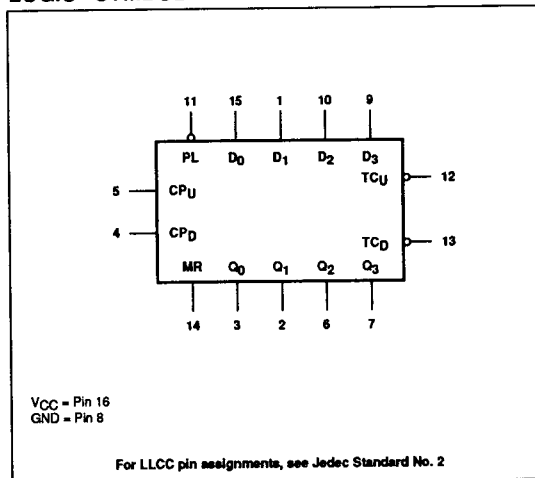 11 15 1 10 9
PL D0 D1 D2 D3
TCU 12
5 CPU
4 CPD
TCD 13
MR Q0 Q1 Q2 Q3
14 3 2 6 7
VCC = Pin 16
GND = Pin 8
For LLCC pin assignments, see Jedec Standard No. 2